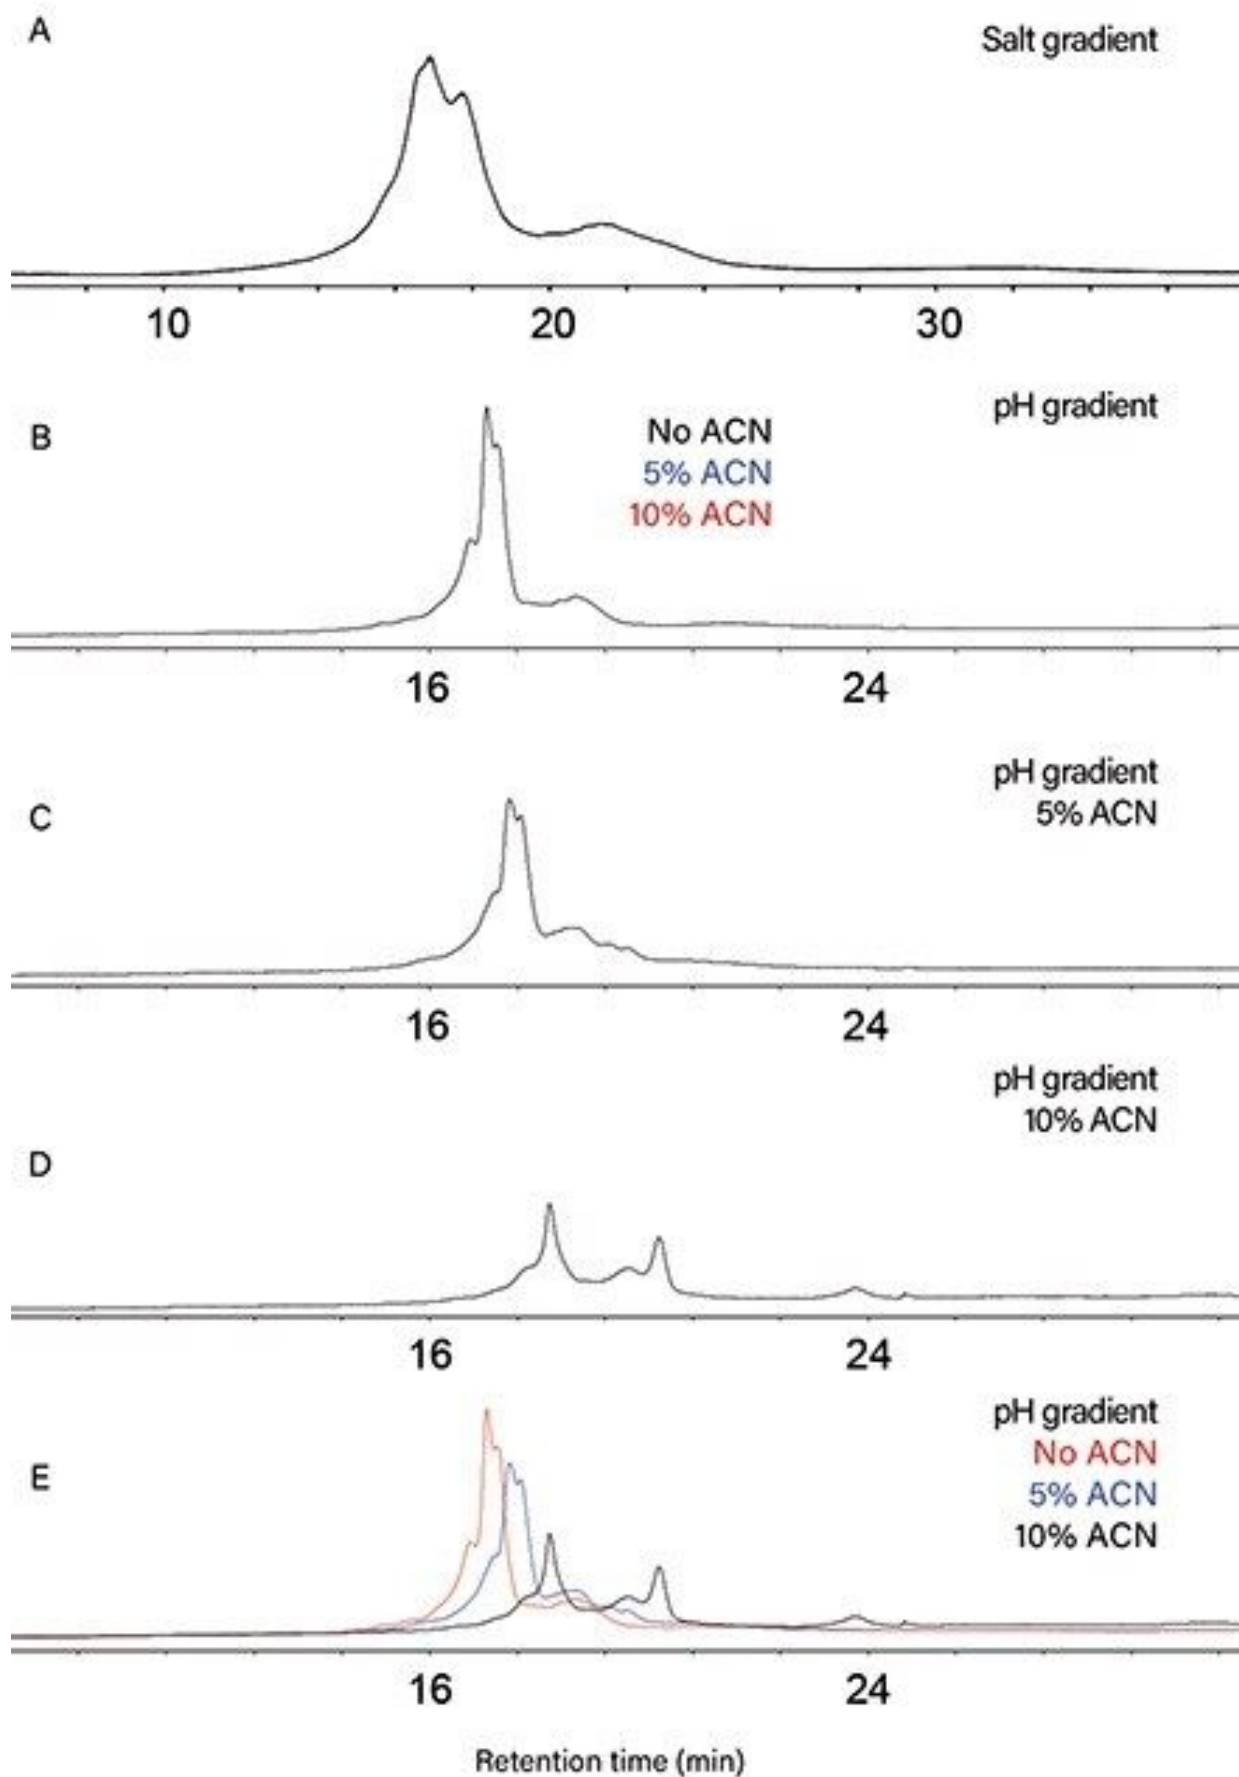 A
Salt gradient
10 20 30
B
pH gradient
No ACN
5% ACN
10% ACN
16 24
C
pH gradient
5% ACN
16 24
D
pH gradient
10% ACN
16 24
E
pH gradient
No ACN
5% ACN
10% ACN
16 24
Retention time (min)